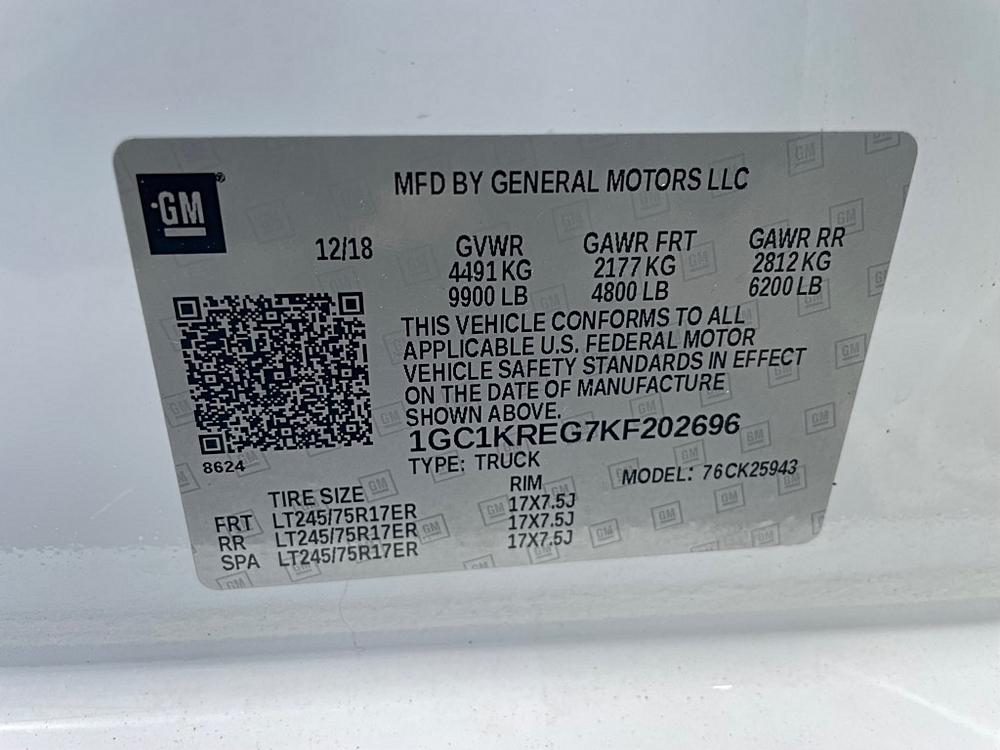 GM
MFD BY GENERAL MOTORS LLC
12/18 GVWR GAWR FRT GAWR RR
4491 KG 2177 KG 2812 KG
9900 LB 4800 LB 6200 LB
THIS VEHICLE CONFORMS TO ALL
APPLICABLE U.S. FEDERAL MOTOR
VEHICLE SAFETY STANDARDS IN EFFECT
ON THE DATE OF MANUFACTURE
SHOWN ABOVE.
1GC1KREG7KF202696
8624
TYPE: TRUCK MODEL: 76CK25943
TIRE SIZE RIM
FRT LT245/75R17ER 17X7.5J
RR LT245/75R17ER 17X7.5J
SPA LT245/75R17ER 17X7.5J